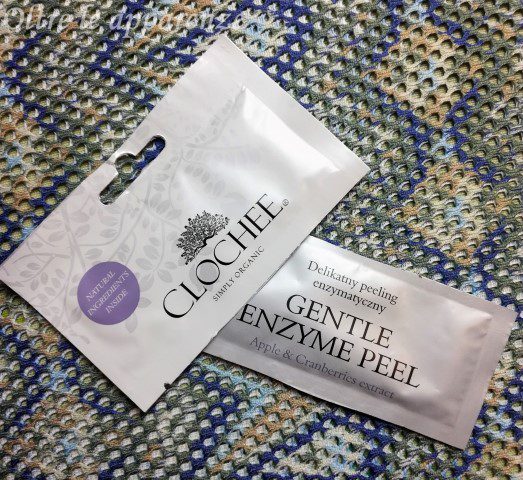 Oltre le apparenze
NATURAL
INGREDIENTS
INSIDE
CLOCHEE®
·SIMPLY ORGANIC·
Delikatny peeling
enzymatyczny
GENTLE
ENZYME PEEL
Apple & Cranberries extract